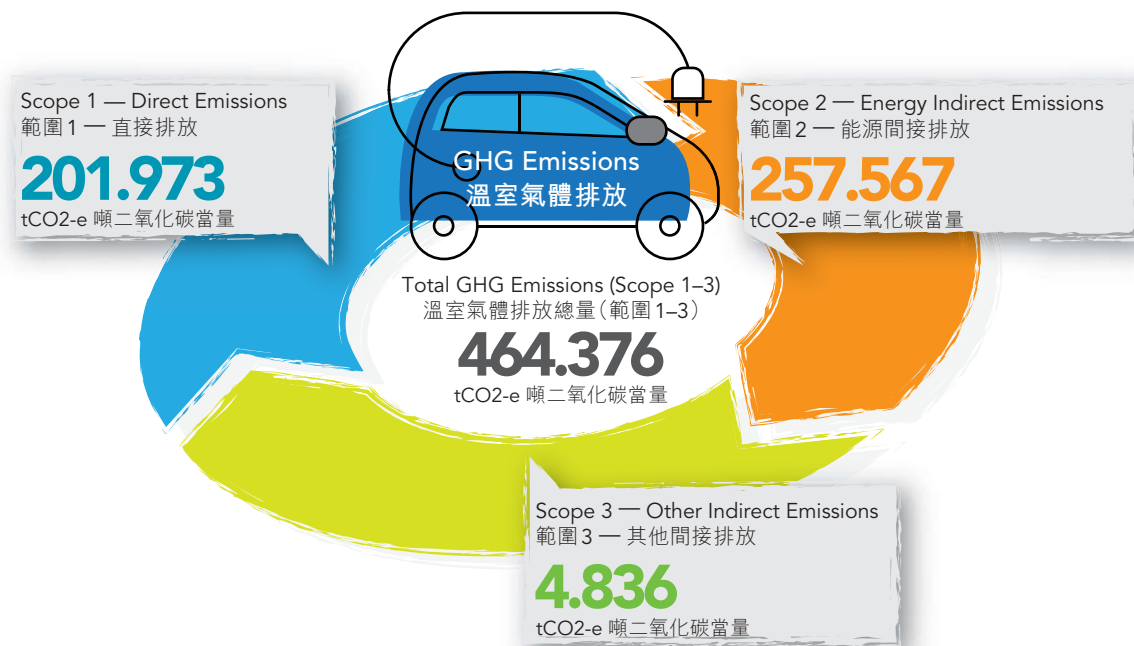 Scope 1 — Direct Emissions
範圍1 — 直接排放
201.973
tCO2-e 噸二氧化碳當量
GHG Emissions
溫室氣體排放
Scope 2 — Energy Indirect Emissions
範圍2 — 能源間接排放
257.567
tCO2-e 噸二氧化碳當量
Total GHG Emissions (Scope 1–3)
溫室氣體排放總量(範圍1–3)
464.376
tCO2-e 噸二氧化碳當量
Scope 3 — Other Indirect Emissions
範圍3 — 其他間接排放
4.836
tCO2-e 噸二氧化碳當量